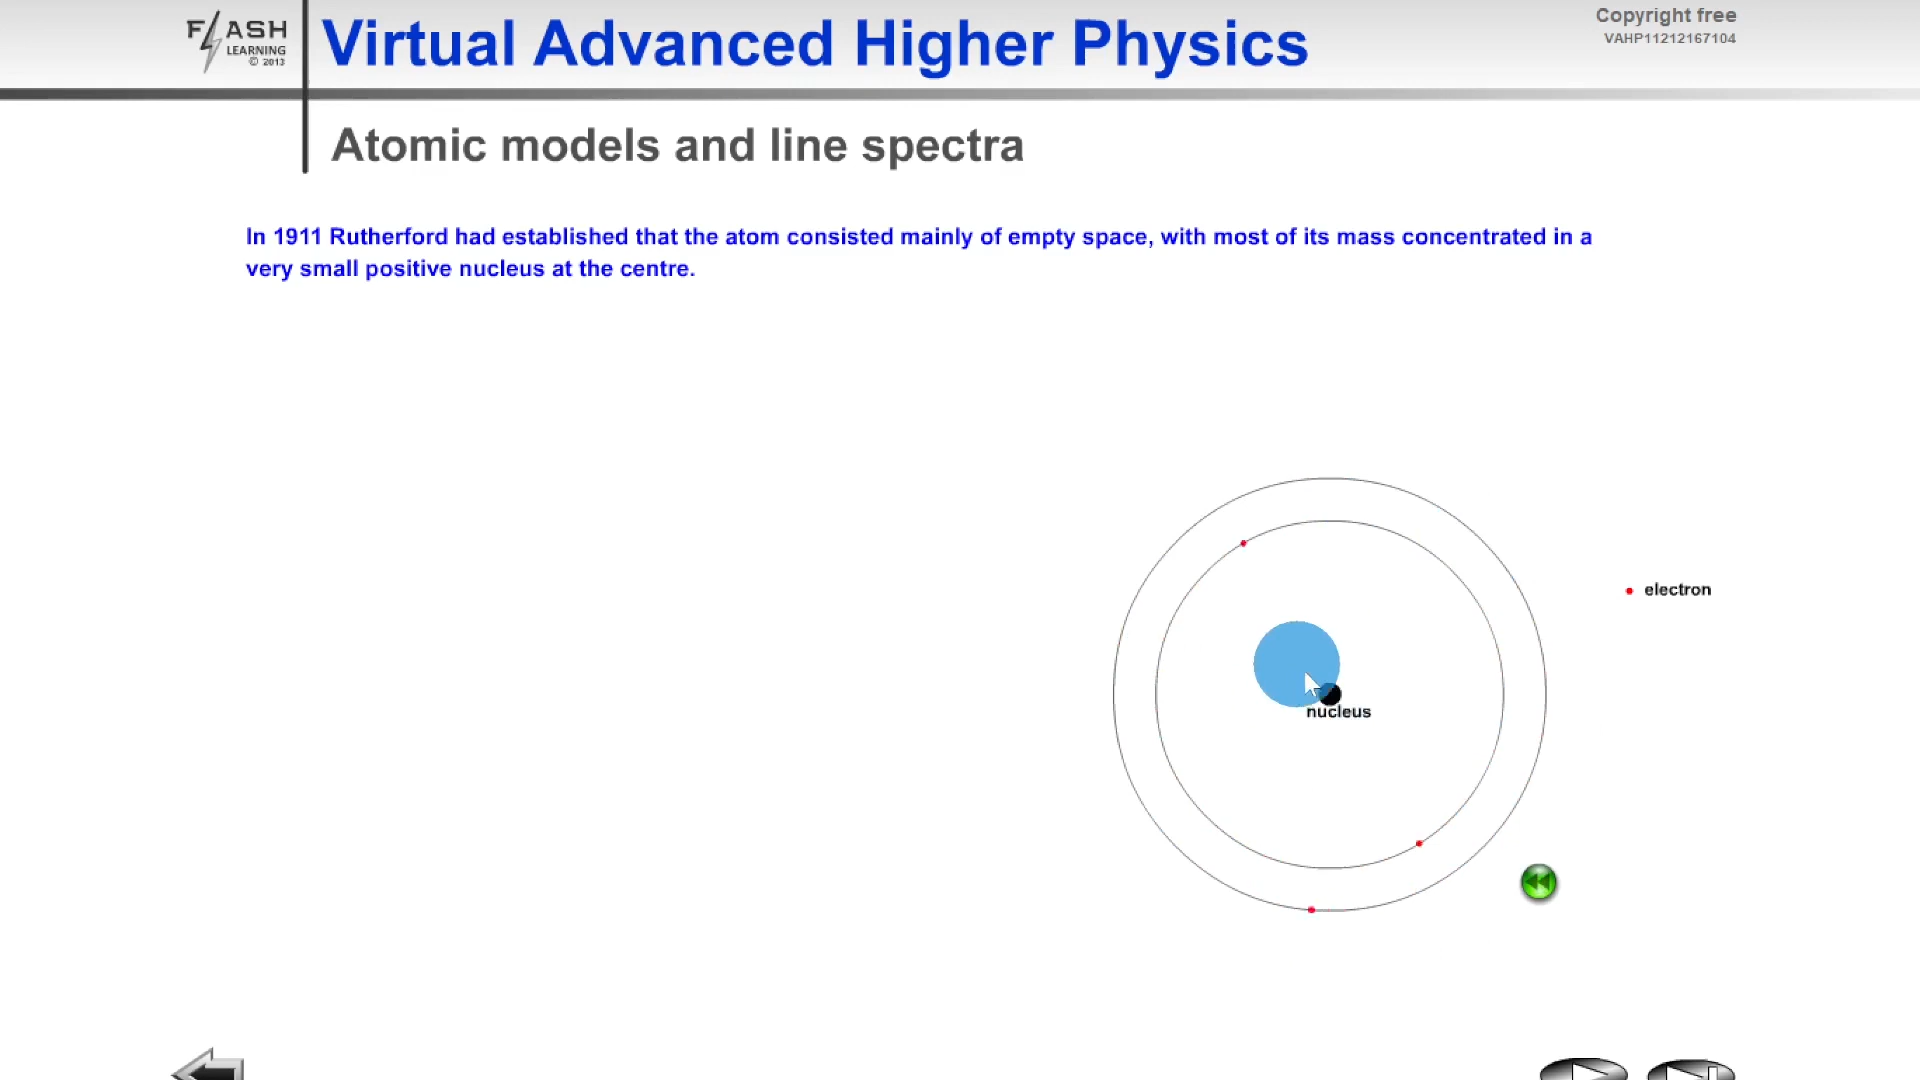 FLASH
LEARNING
© 2013
Virtual Advanced Higher Physics
Copyright free
VAHP11212167104
Atomic models and line spectra
In 1911 Rutherford had established that the atom consisted mainly of empty space, with most of its mass concentrated in a
very small positive nucleus at the centre.
electron
nucleus